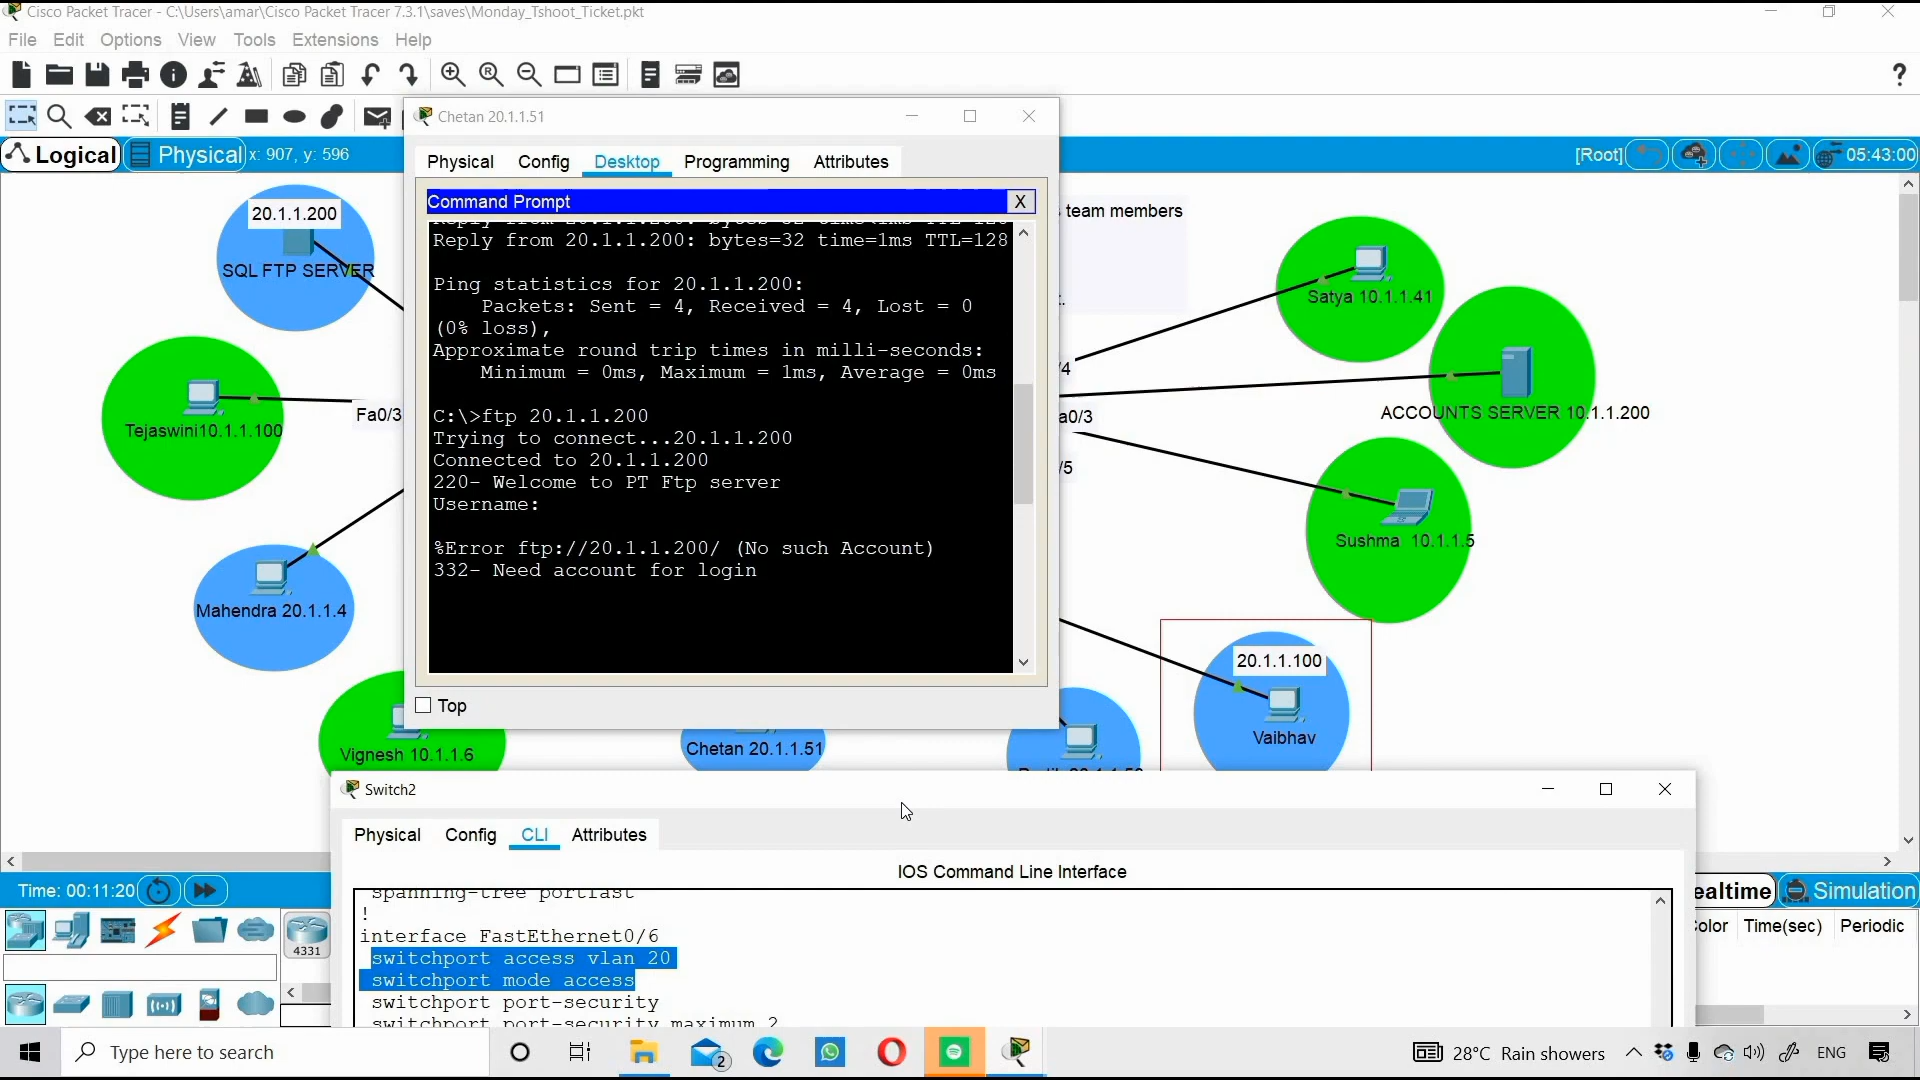 Cisco Packet Tracer - C:\Users\amar\Cisco Packet Tracer 7.3.1\saves\Monday_Tshoot_Ticket.pkt
File Edit Options View Tools Extensions Help
?
Chetan 20.1.1.51
Logical Physical x: 907, y: 596
[Root] 05:43:00
Physical Config Desktop Programming Attributes
Command Prompt X
Reply from 20.1.1.200: bytes=32 time=1ms TTL=128
Ping statistics for 20.1.1.200:
Packets: Sent = 4, Received = 4, Lost = 0
(0% loss),
Approximate round trip times in milli-seconds:
Minimum = 0ms, Maximum = 1ms, Average = 0ms
C:\>ftp 20.1.1.200
Trying to connect...20.1.1.200
Connected to 20.1.1.200
220- Welcome to PT Ftp server
Username:
%Error ftp://20.1.1.200/ (No such Account)
332- Need account for login
Top
20.1.1.200
SQL FTP SERVER
Tejaswini10.1.1.100
Fa0/3
Mahendra 20.1.1.4
Vignesh 10.1.1.6
Chetan 20.1.1.51
team members
t.
/4
a0/3
/5
Satya 10.1.1.41
ACCOUNTS SERVER 10.1.1.200
Sushma 10.1.1.5
20.1.1.100
Vaibhav
Switch2
Physical Config CLI Attributes
IOS Command Line Interface
spanning-tree portfast
!
interface FastEthernet0/6
switchport access vlan 20
switchport mode access
switchport port-security
switchport port-security maximum 2
Time: 00:11:20
ealtime Simulation
olor Time(sec) Periodic
4331
Type here to search
2
28°C Rain showers
ENG